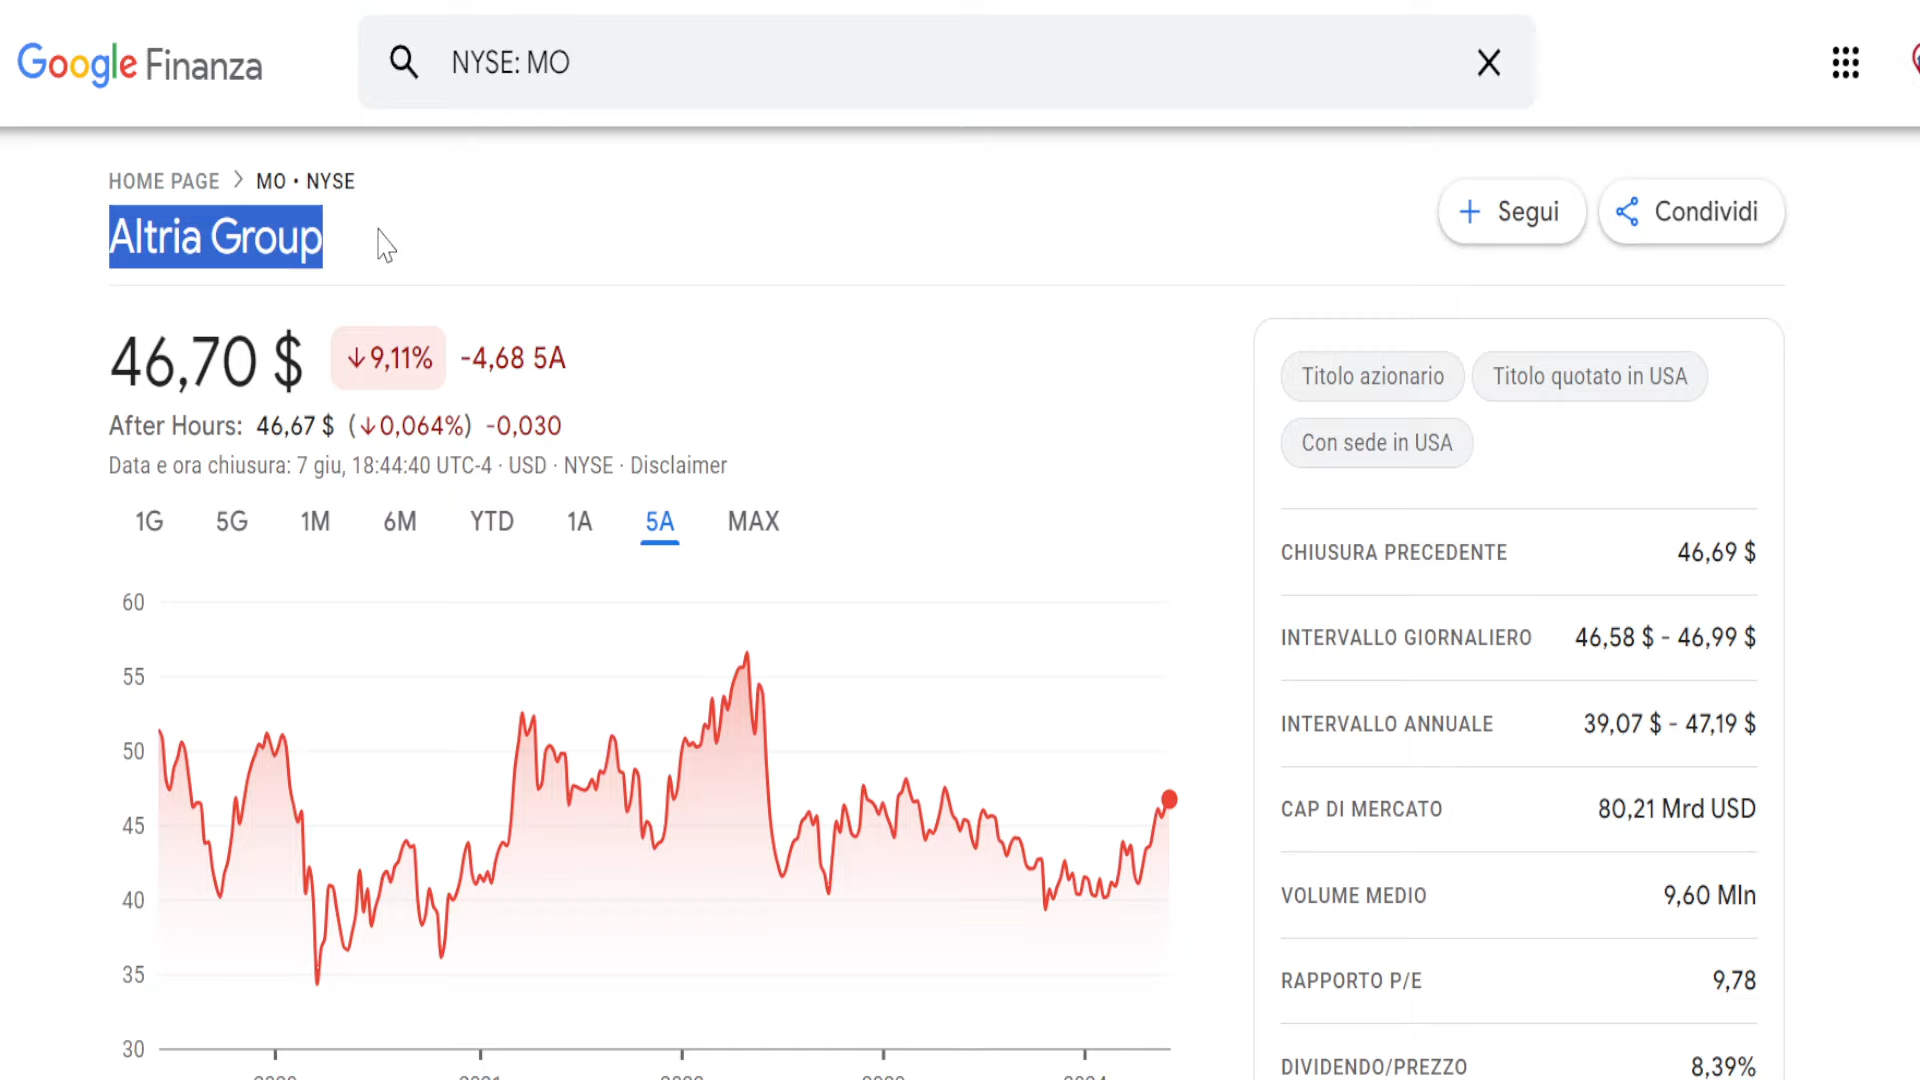 Google Finanza
NYSE: MO
HOME PAGE > MO • NYSE
Altria Group
Segui
Condividi
46,70 $ ↓9,11% -4,68 5A
After Hours: 46,67 $ (↓0,064%) -0,030
Data e ora chiusura: 7 giu, 18:44:40 UTC-4 · USD · NYSE · Disclaimer
1G 5G 1M 6M YTD 1A 5A MAX
60
55
50
45
40
35
30
Titolo azionario
Titolo quotato in USA
Con sede in USA
CHIUSURA PRECEDENTE 46,69 $
INTERVALLO GIORNALIERO 46,58 $ - 46,99 $
INTERVALLO ANNUALE 39,07 $ - 47,19 $
CAP DI MERCATO 80,21 Mrd USD
VOLUME MEDIO 9,60 Mln
RAPPORTO P/E 9,78
DIVIDENDO/PREZZO 8,39%